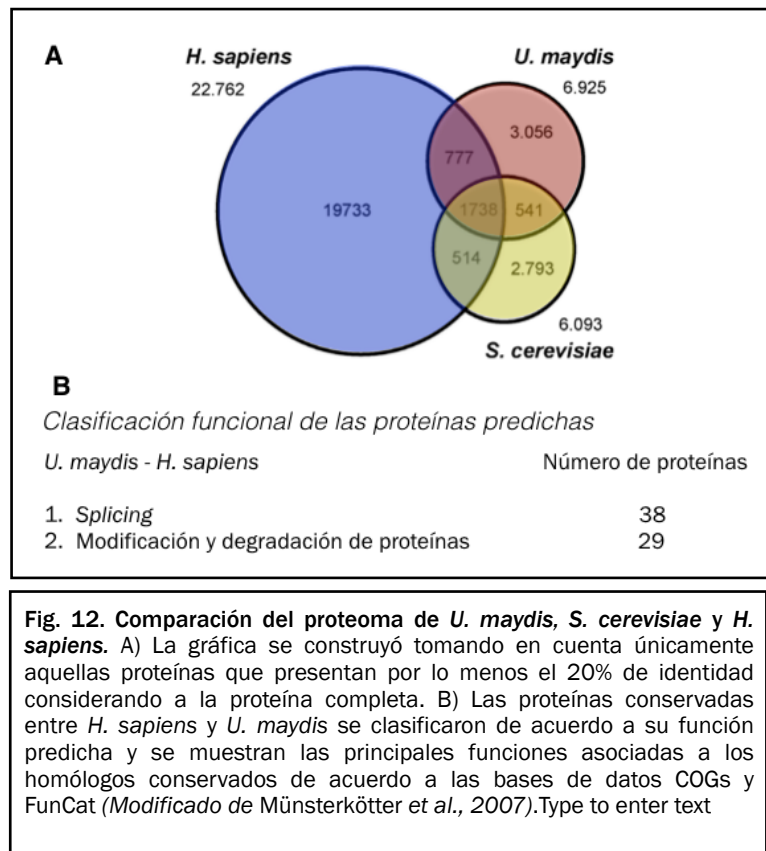 A
H. sapiens
22.762
U. maydis
6.925
3.056
777
19733
1738
541
514
2.793
6.093
S. cerevisiae
B
Clasificación funcional de las proteínas predichas
U. maydis - H. sapiens Número de proteínas
1. Splicing 38
2. Modificación y degradación de proteínas 29
Fig. 12. Comparación del proteoma de U. maydis, S. cerevisiae y H.
sapiens. A) La gráfica se construyó tomando en cuenta únicamente
aquellas proteínas que presentan por lo menos el 20% de identidad
considerando a la proteína completa. B) Las proteínas conservadas
entre H. sapiens y U. maydis se clasificaron de acuerdo a su función
predicha y se muestran las principales funciones asociadas a los
homólogos conservados de acuerdo a las bases de datos COGs y
FunCat (Modificado de Münsterkötter et al., 2007).Type to enter text